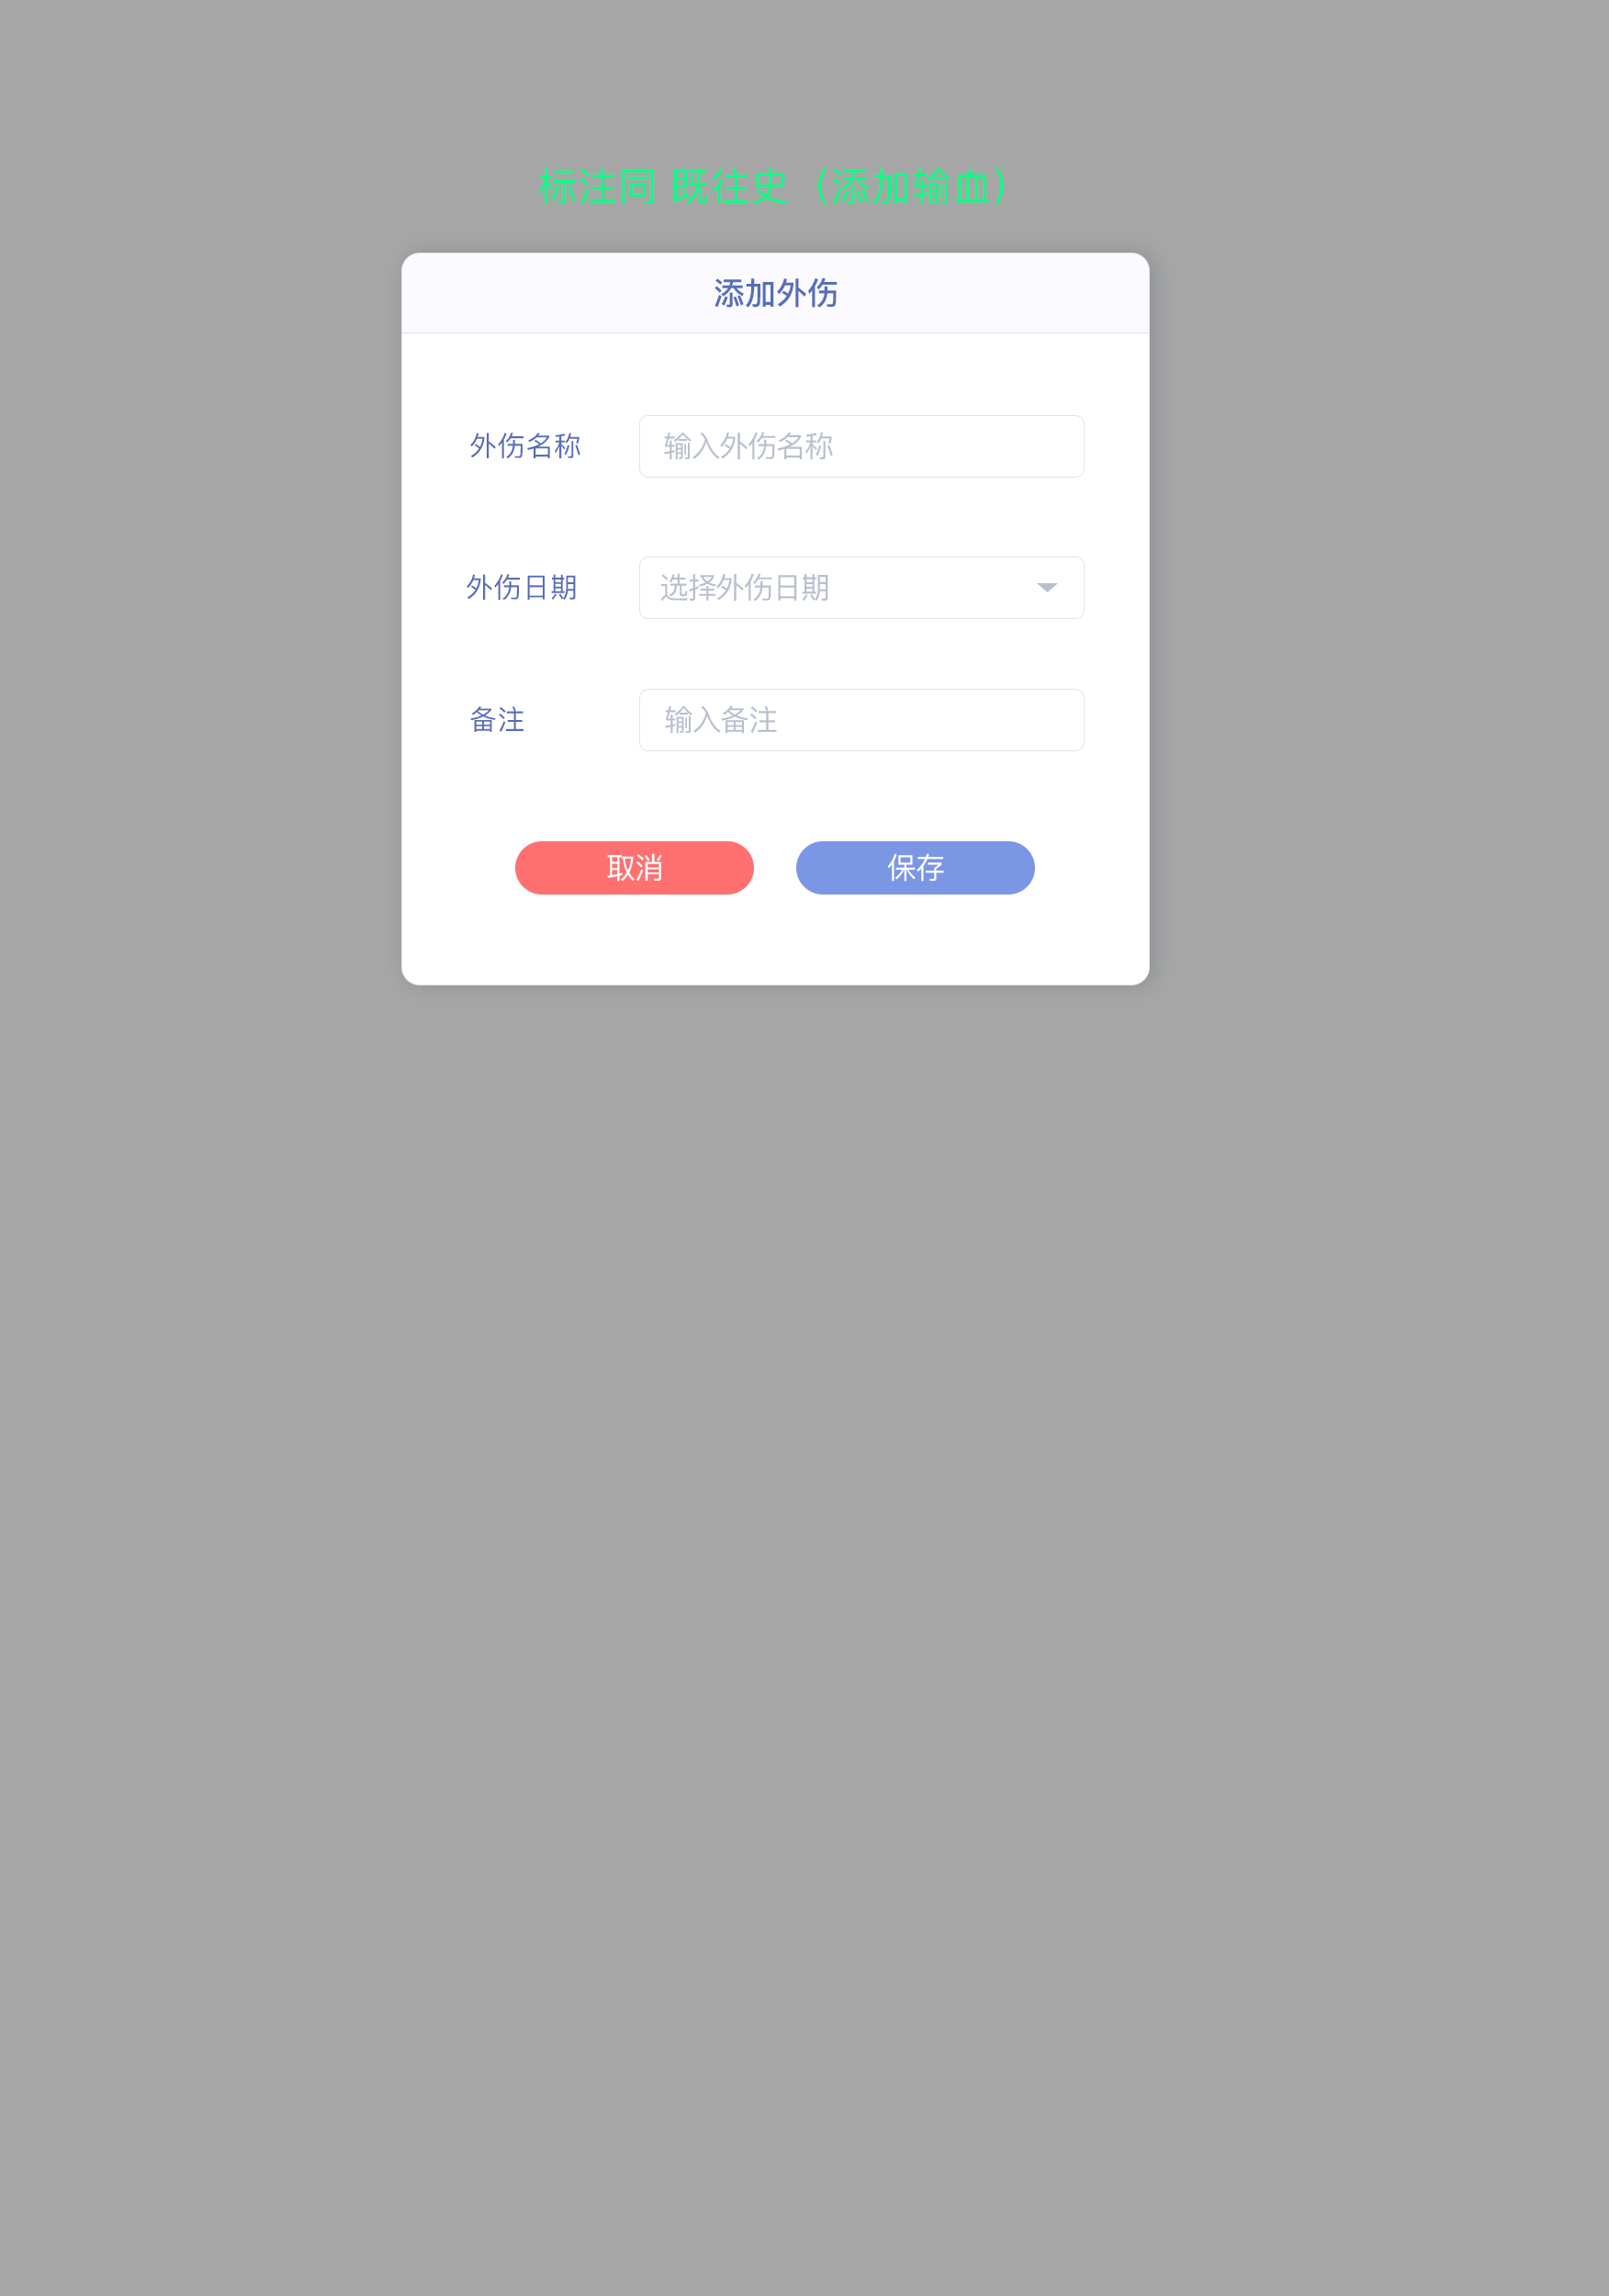 标注同 既往史（添加输血）
添加外伤
外伤名称 输入外伤名称
外伤日期 选择外伤日期
备注 输入备注
取消 保存